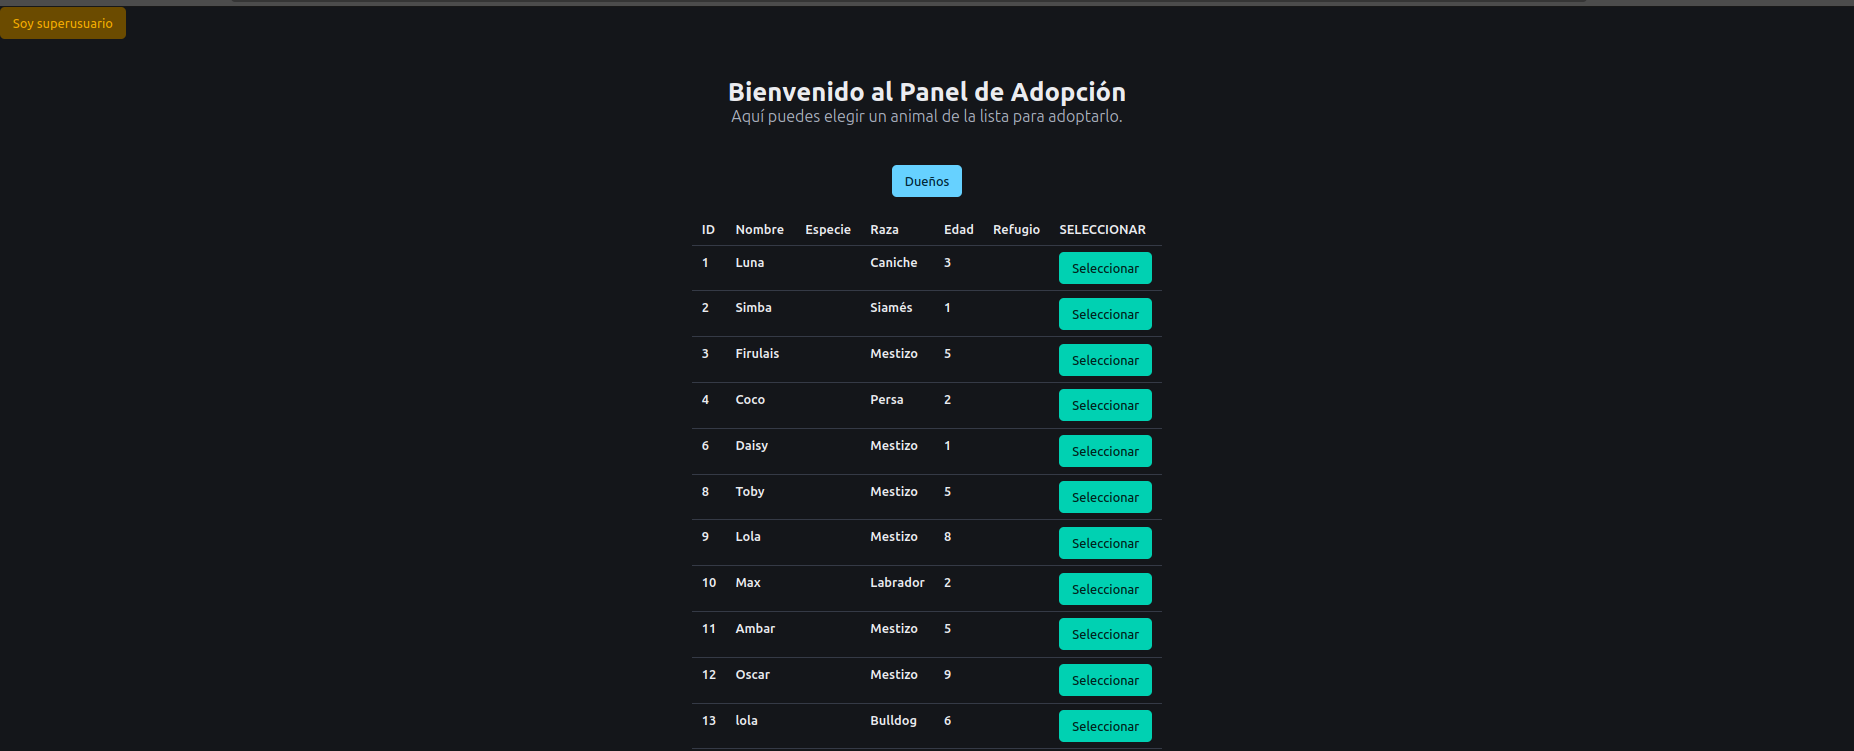 Soy superusuario
Bienvenido al Panel de Adopción
Aquí puedes elegir un animal de la lista para adoptarlo.
Dueños
ID Nombre Especie Raza Edad Refugio SELECCIONAR
1 Luna Caniche 3 Seleccionar
2 Simba Siamés 1 Seleccionar
3 Firulais Mestizo 5 Seleccionar
4 Coco Persa 2 Seleccionar
6 Daisy Mestizo 1 Seleccionar
8 Toby Mestizo 5 Seleccionar
9 Lola Mestizo 8 Seleccionar
10 Max Labrador 2 Seleccionar
11 Ambar Mestizo 5 Seleccionar
12 Oscar Mestizo 9 Seleccionar
13 lola Bulldog 6 Seleccionar